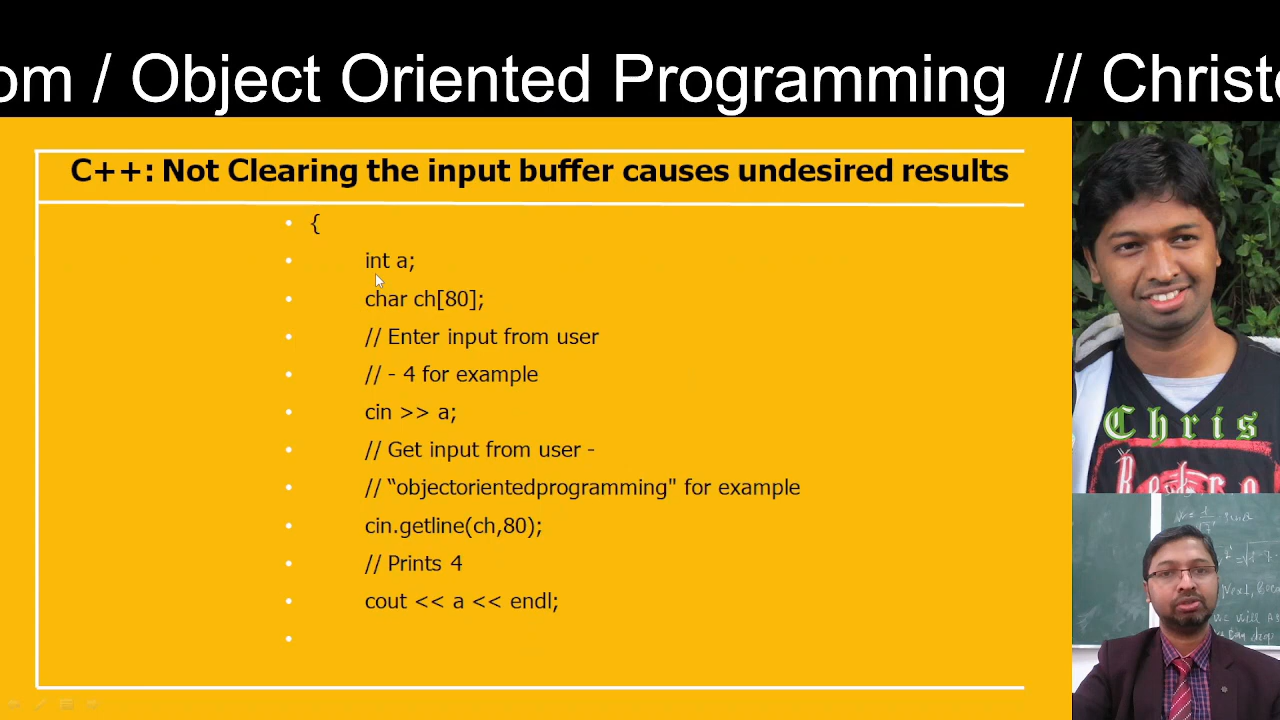 om / Object Oriented Programming // Christo
C++: Not Clearing the input buffer causes undesired results
{
int a;
char ch[80];
// Enter input from user
// - 4 for example
cin >> a;
// Get input from user -
// “objectorientedprogramming" for example
cin.getline(ch,80);
// Prints 4
cout << a << endl;
Chris